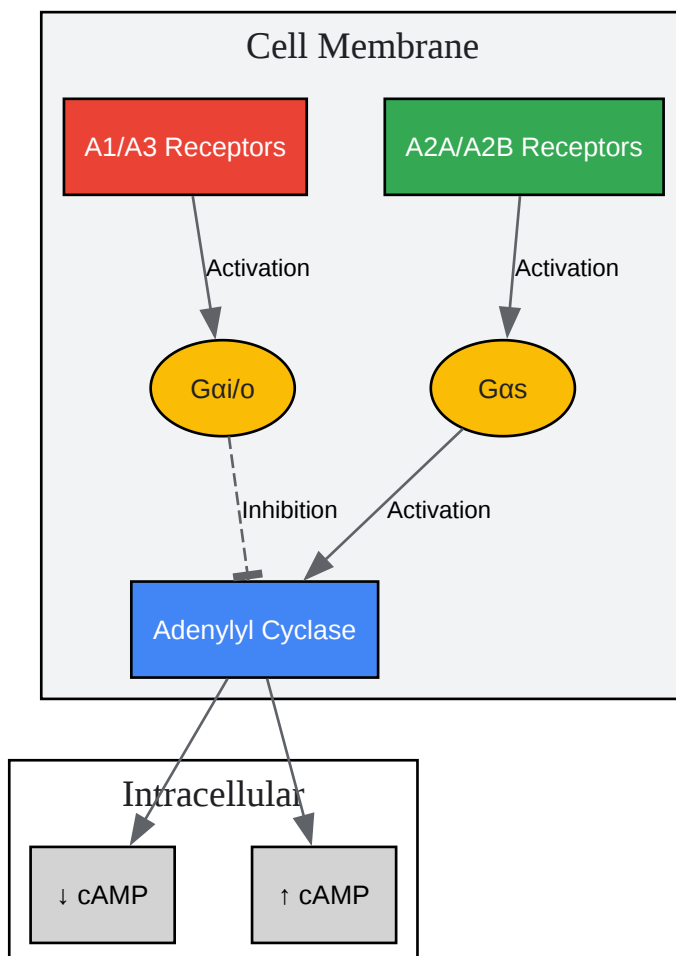 Cell Membrane
A1/A3 Receptors
A2A/A2B Receptors
Activation
Activation
Gαi/o
Gαs
Inhibition
Activation
Adenylyl Cyclase
Intracellular
↓ cAMP
↑ cAMP